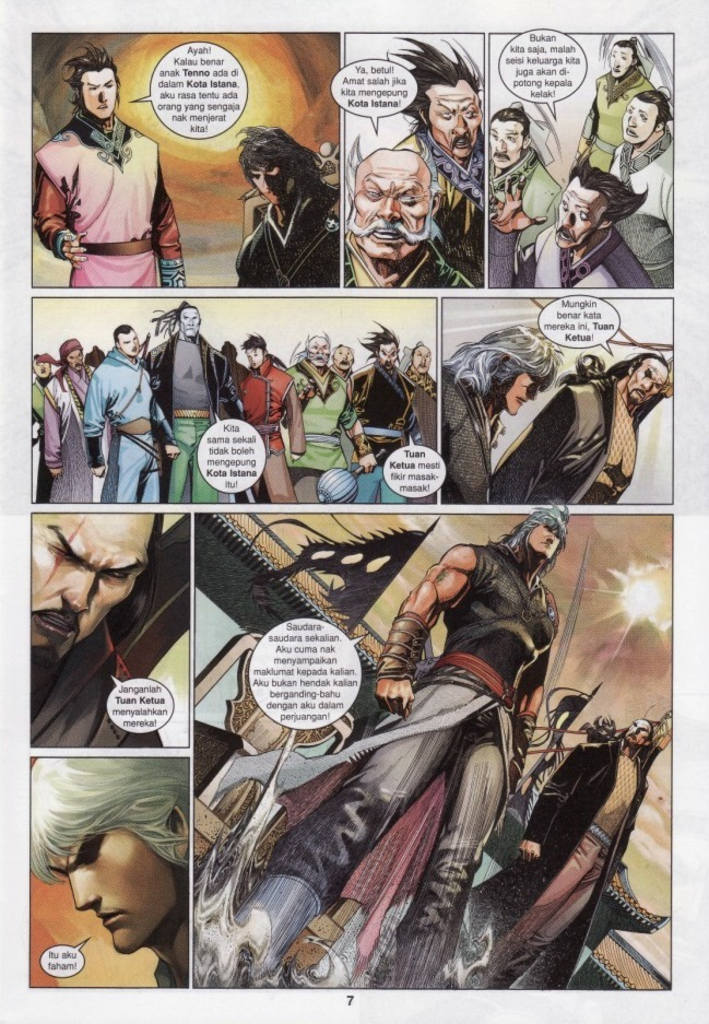 Ayah!
Kalau benar
anak Tenno ada di
dalam Kota Istana,
aku rasa tentu ada
orang yang sengaja
nak menjerat
kita!
Ya, betul!
Amat salah jika
kita mengepung
Kota Istana!
Bukan
kita saja, malah
seisi keluarga kita
juga akan di-
potong kepala
kelak!
Kita
sama sekali
tidak boleh
mengepung
Kota Istana
itu!
Tuan
Ketua mesti
fikir masak-
masak!
Mungkin
benar kata
mereka ini, Tuan
Ketua!
Janganlah
Tuan Ketua
menyalahkan
mereka!
Itu aku
faham!
Saudara-
saudara sekalian.
Aku cuma nak
menyampaikan
maklumat kepada kalian.
Aku bukan hendak kalian
berganding-bahu
dengan aku dalam
perjuangan!
7